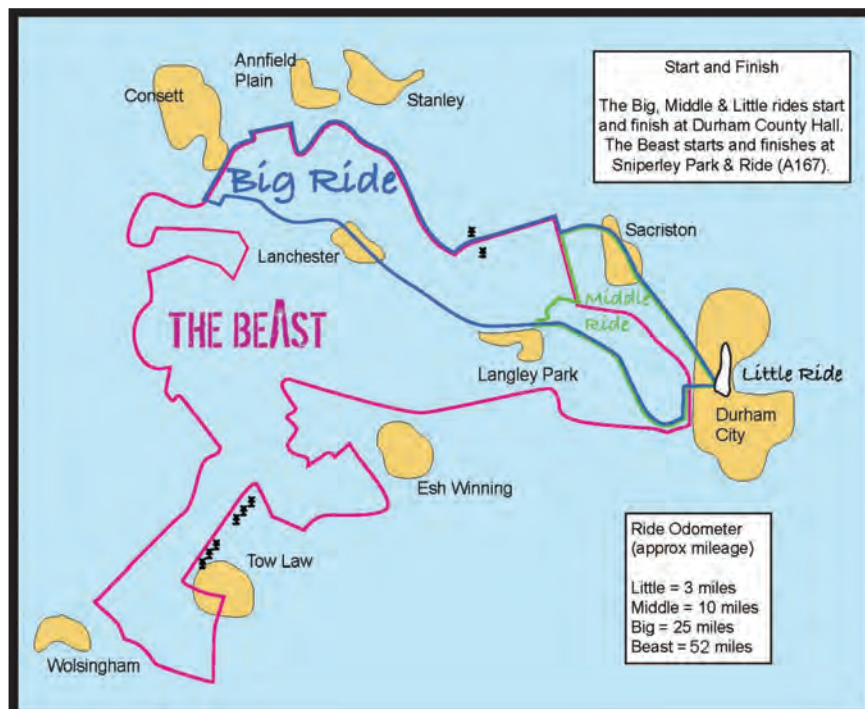 Annfield
Plain
Consett
Stanley
Start and Finish
The Big, Middle & Little rides start
and finish at Durham County Hall.
The Beast starts and finishes at
Sniperley Park & Ride (A167).
Big Ride
Lanchester
Sacriston
Middle
Ride
THE BEAST
Langley Park
Little Ride
Durham
City
Esh Winning
Tow Law
Wolsingham
Ride Odometer
(approx mileage)
Little = 3 miles
Middle = 10 miles
Big = 25 miles
Beast = 52 miles